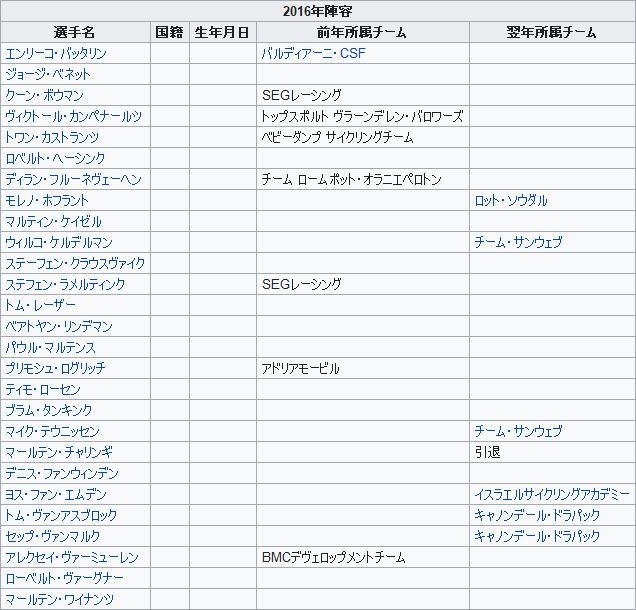 2016年陣容
選手名 国籍 生年月日 前年所属チーム 翌年所属チーム
エンリーコ・バッタリン バルディアーニ・CSF
ジョージ・ベネット
クーン・ボウマン SEGレーシング
ヴィクトール・カンペナールツ トップスポルト ヴラーンデレン・バロワーズ
トワン・カストランツ ベビーダンプ サイクリングチーム
ロベルト・ヘーシンク
ディラン・フルーネヴェーヘン チーム ロームポット・オラニエペロトン
モレノ・ホフラント ロット・ソウダル
マルティン・ケイゼル
ウィルコ・ケルデルマン チーム・サンウェブ
ステーフェン・クラウスヴァイク
ステフェン・ラメルティンク SEGレーシング
トム・レーザー
ベアトヤン・リンデマン
パウル・マルテンス
プリモシュ・ログリッチ アドリアモービル
ティモ・ローセン
ブラム・タンキンク
マイク・テウニッセン チーム・サンウェブ
マールテン・チャリンギ 引退
デニス・ファンウィンデン
ヨス・ファン・エムデン イスラエルサイクリングアカデミー
トム・ヴァンアスブロック キャノンデール・ドラパック
セップ・ヴァンマルク キャノンデール・ドラパック
アレクセイ・ヴァーミューレン BMCデヴェロップメントチーム
ローベルト・ヴァーグナー
マールテン・ワイナンツ